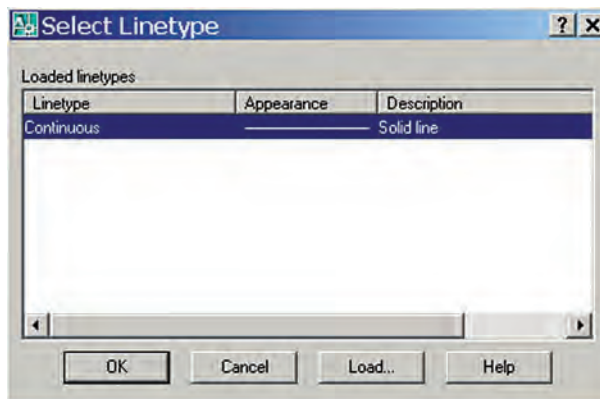 Select Linetype
Loaded linetypes
Linetype Appearance Description
Continuous Solid line
OK Cancel Load... Help